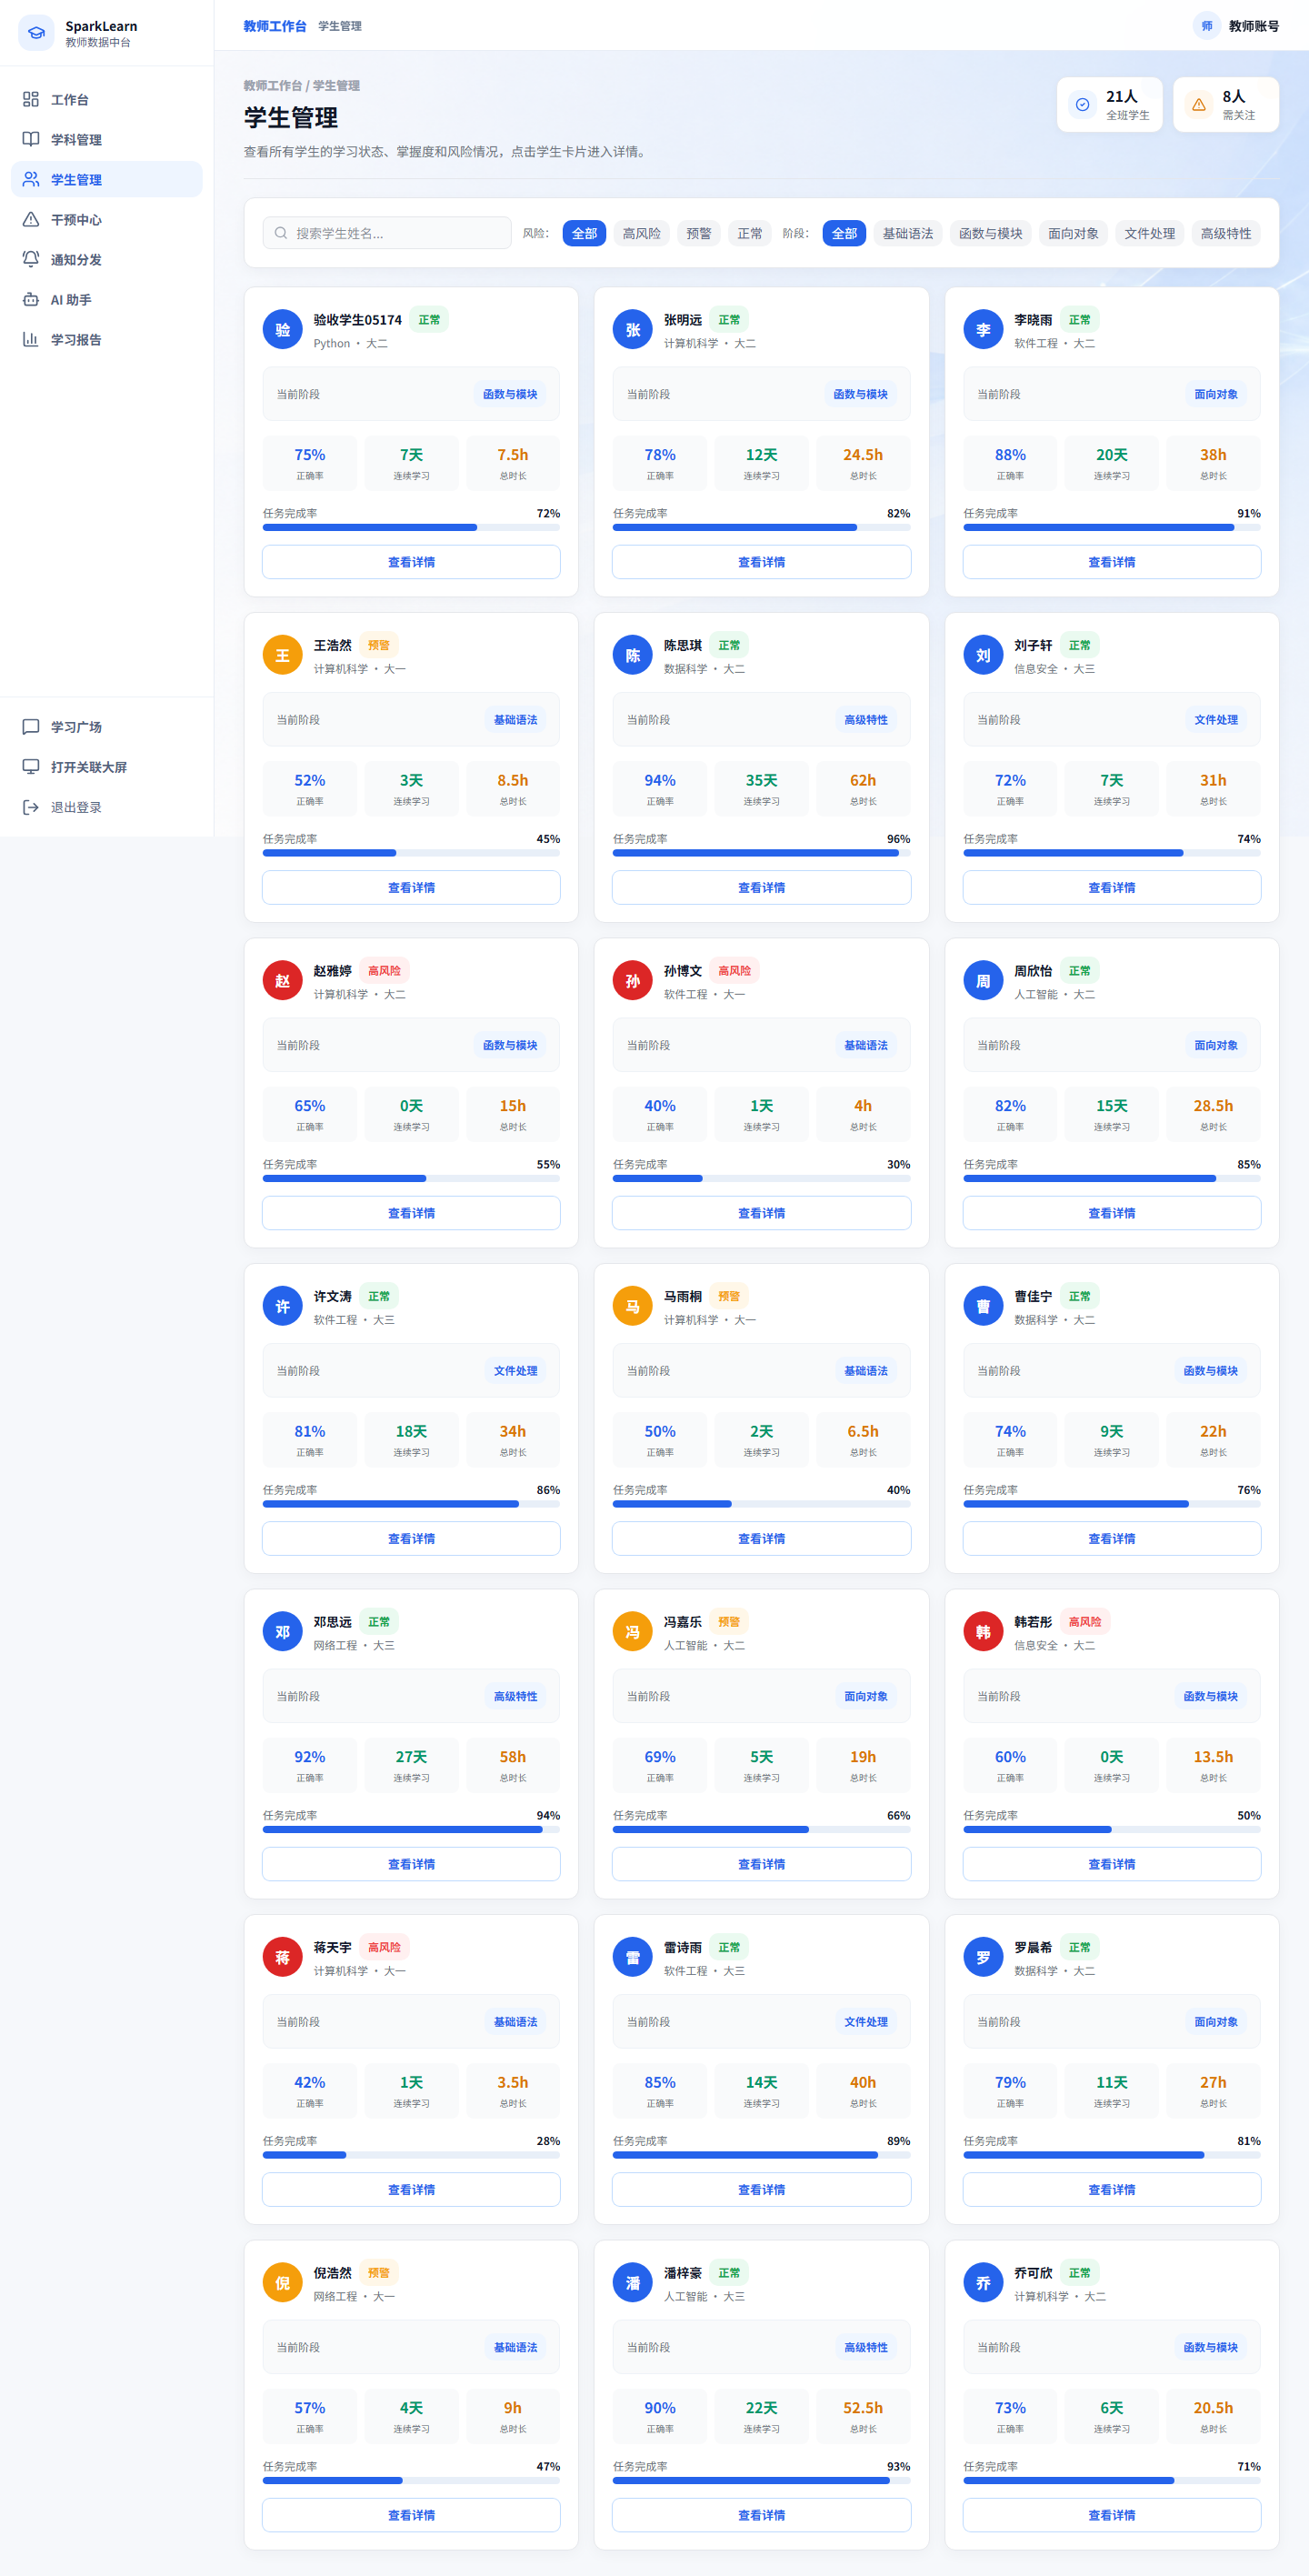 SparkLearn
教师数据中台
工作台
学科管理
学生管理
干预中心
通知分发
AI 助手
学习报告
学习广场
打开关联大屏
退出登录
教师工作台 学生管理
师 教师账号
教师工作台 / 学生管理
学生管理
查看所有学生的学习状态、掌握度和风险情况，点击学生卡片进入详情。
21人
全班学生
8人
需关注
搜索学生姓名... 风险： 全部 高风险 预警 正常 阶段： 全部 基础语法 函数与模块 面向对象 文件处理 高级特性
验 验收学生05174 正常
Python · 大二
当前阶段 函数与模块
75% 7天 7.5h
正确率 连续学习 总时长
任务完成率 72%
查看详情
张 张明远 正常
计算机科学 · 大二
当前阶段 函数与模块
78% 12天 24.5h
正确率 连续学习 总时长
任务完成率 82%
查看详情
李 李晓雨 正常
软件工程 · 大二
当前阶段 面向对象
88% 20天 38h
正确率 连续学习 总时长
任务完成率 91%
查看详情
王 王浩然 预警
计算机科学 · 大一
当前阶段 基础语法
52% 3天 8.5h
正确率 连续学习 总时长
任务完成率 45%
查看详情
陈 陈思琪 正常
数据科学 · 大二
当前阶段 高级特性
94% 35天 62h
正确率 连续学习 总时长
任务完成率 96%
查看详情
刘 刘子轩 正常
信息安全 · 大三
当前阶段 文件处理
72% 7天 31h
正确率 连续学习 总时长
任务完成率 74%
查看详情
赵 赵雅婷 高风险
计算机科学 · 大二
当前阶段 函数与模块
65% 0天 15h
正确率 连续学习 总时长
任务完成率 55%
查看详情
孙 孙博文 高风险
软件工程 · 大一
当前阶段 基础语法
40% 1天 4h
正确率 连续学习 总时长
任务完成率 30%
查看详情
周 周欣怡 正常
人工智能 · 大二
当前阶段 面向对象
82% 15天 28.5h
正确率 连续学习 总时长
任务完成率 85%
查看详情
许 许文涛 正常
软件工程 · 大三
当前阶段 文件处理
81% 18天 34h
正确率 连续学习 总时长
任务完成率 86%
查看详情
马 马雨桐 预警
计算机科学 · 大一
当前阶段 基础语法
50% 2天 6.5h
正确率 连续学习 总时长
任务完成率 40%
查看详情
曹 曹佳宁 正常
数据科学 · 大二
当前阶段 函数与模块
74% 9天 22h
正确率 连续学习 总时长
任务完成率 76%
查看详情
邓 邓思远 正常
网络工程 · 大三
当前阶段 高级特性
92% 27天 58h
正确率 连续学习 总时长
任务完成率 94%
查看详情
冯 冯嘉乐 预警
人工智能 · 大二
当前阶段 面向对象
69% 5天 19h
正确率 连续学习 总时长
任务完成率 66%
查看详情
韩 韩若彤 高风险
信息安全 · 大二
当前阶段 函数与模块
60% 0天 13.5h
正确率 连续学习 总时长
任务完成率 50%
查看详情
蒋 蒋天宇 高风险
计算机科学 · 大一
当前阶段 基础语法
42% 1天 3.5h
正确率 连续学习 总时长
任务完成率 28%
查看详情
雷 雷诗雨 正常
软件工程 · 大三
当前阶段 文件处理
85% 14天 40h
正确率 连续学习 总时长
任务完成率 89%
查看详情
罗 罗晨希 正常
数据科学 · 大二
当前阶段 面向对象
79% 11天 27h
正确率 连续学习 总时长
任务完成率 81%
查看详情
倪 倪浩然 预警
网络工程 · 大一
当前阶段 基础语法
57% 4天 9h
正确率 连续学习 总时长
任务完成率 47%
查看详情
潘 潘梓豪 正常
人工智能 · 大三
当前阶段 高级特性
90% 22天 52.5h
正确率 连续学习 总时长
任务完成率 93%
查看详情
乔 乔可欣 正常
计算机科学 · 大二
当前阶段 函数与模块
73% 6天 20.5h
正确率 连续学习 总时长
任务完成率 71%
查看详情